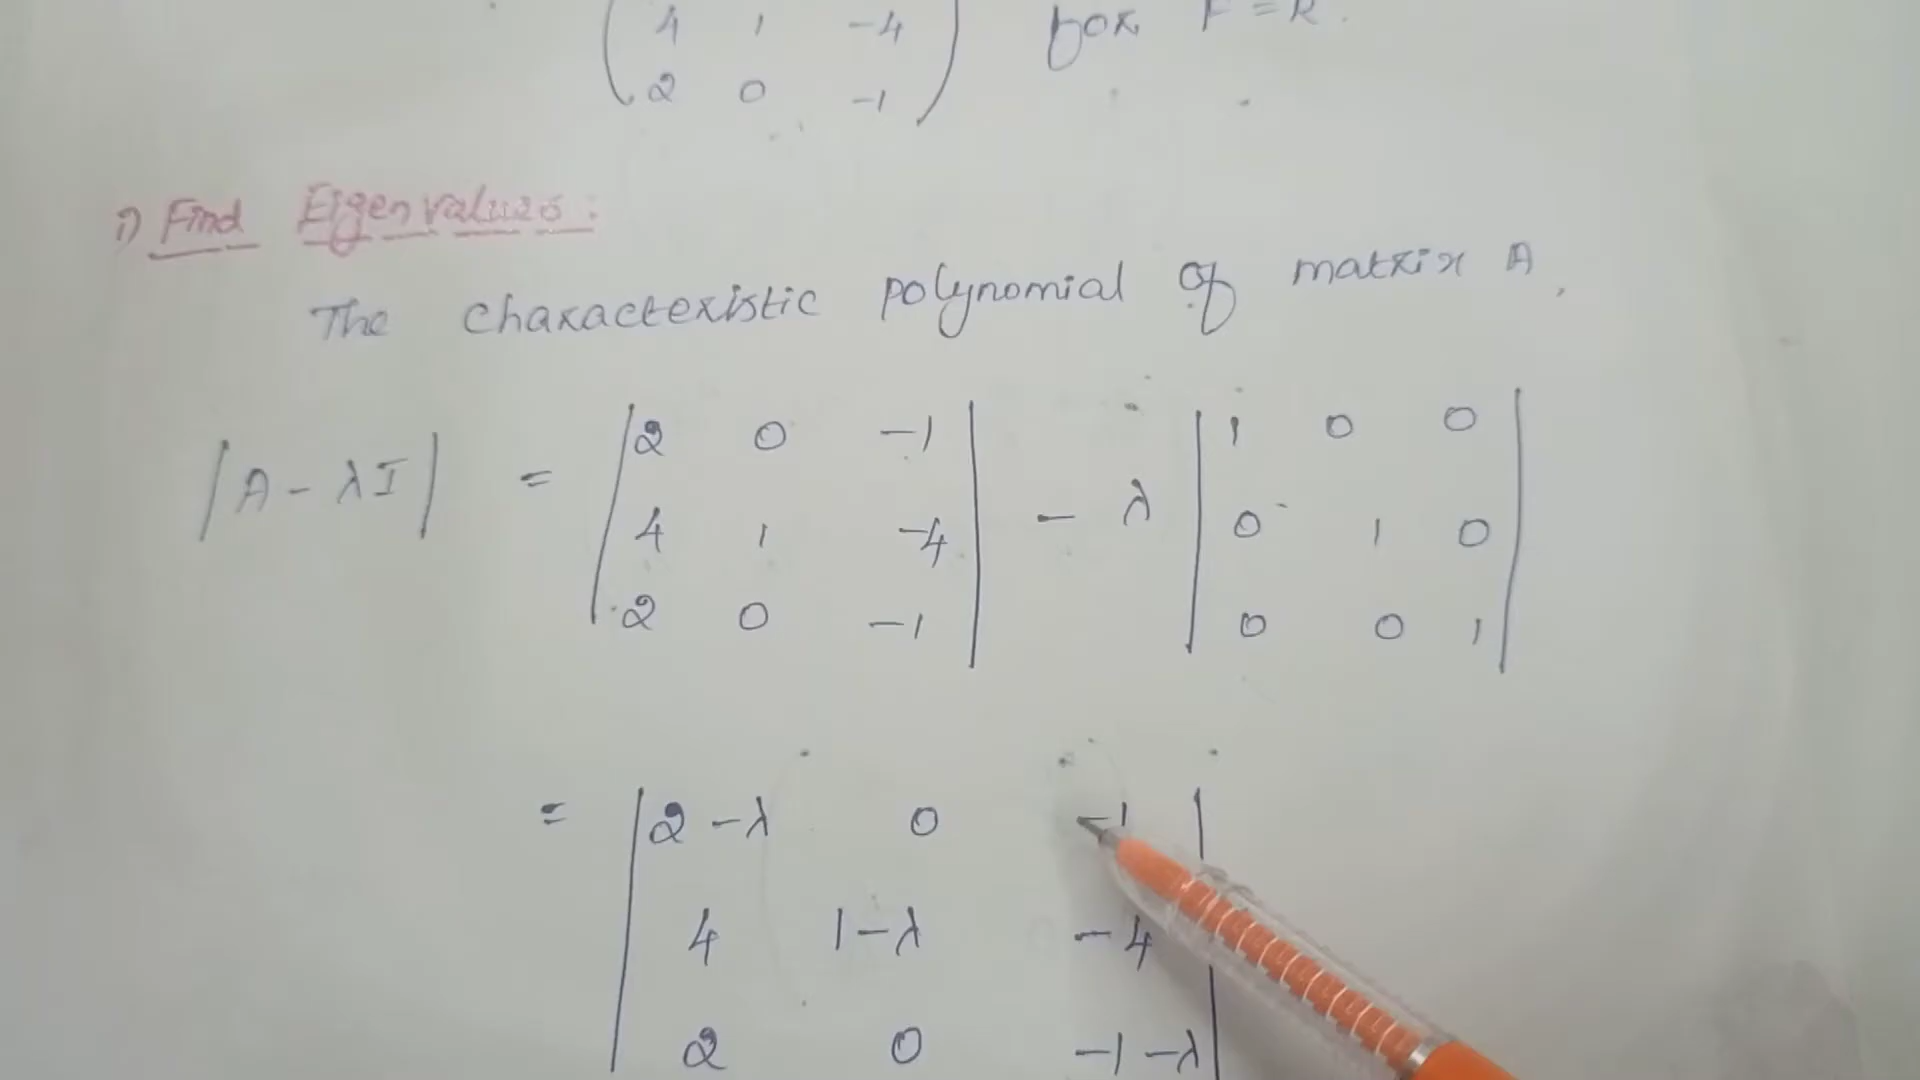 4 1 -4 for F = R.
2 0 -1
i) Find Eigenvalues:
The characteristic polynomial of matrix A,
|A - λI| = |2 0 -1| - λ |1 0 0|
|4 1 -4| |0 1 0|
|2 0 -1| |0 0 1|
= |2-λ 0 -1|
|4 1-λ -4|
|2 0 -1-λ|